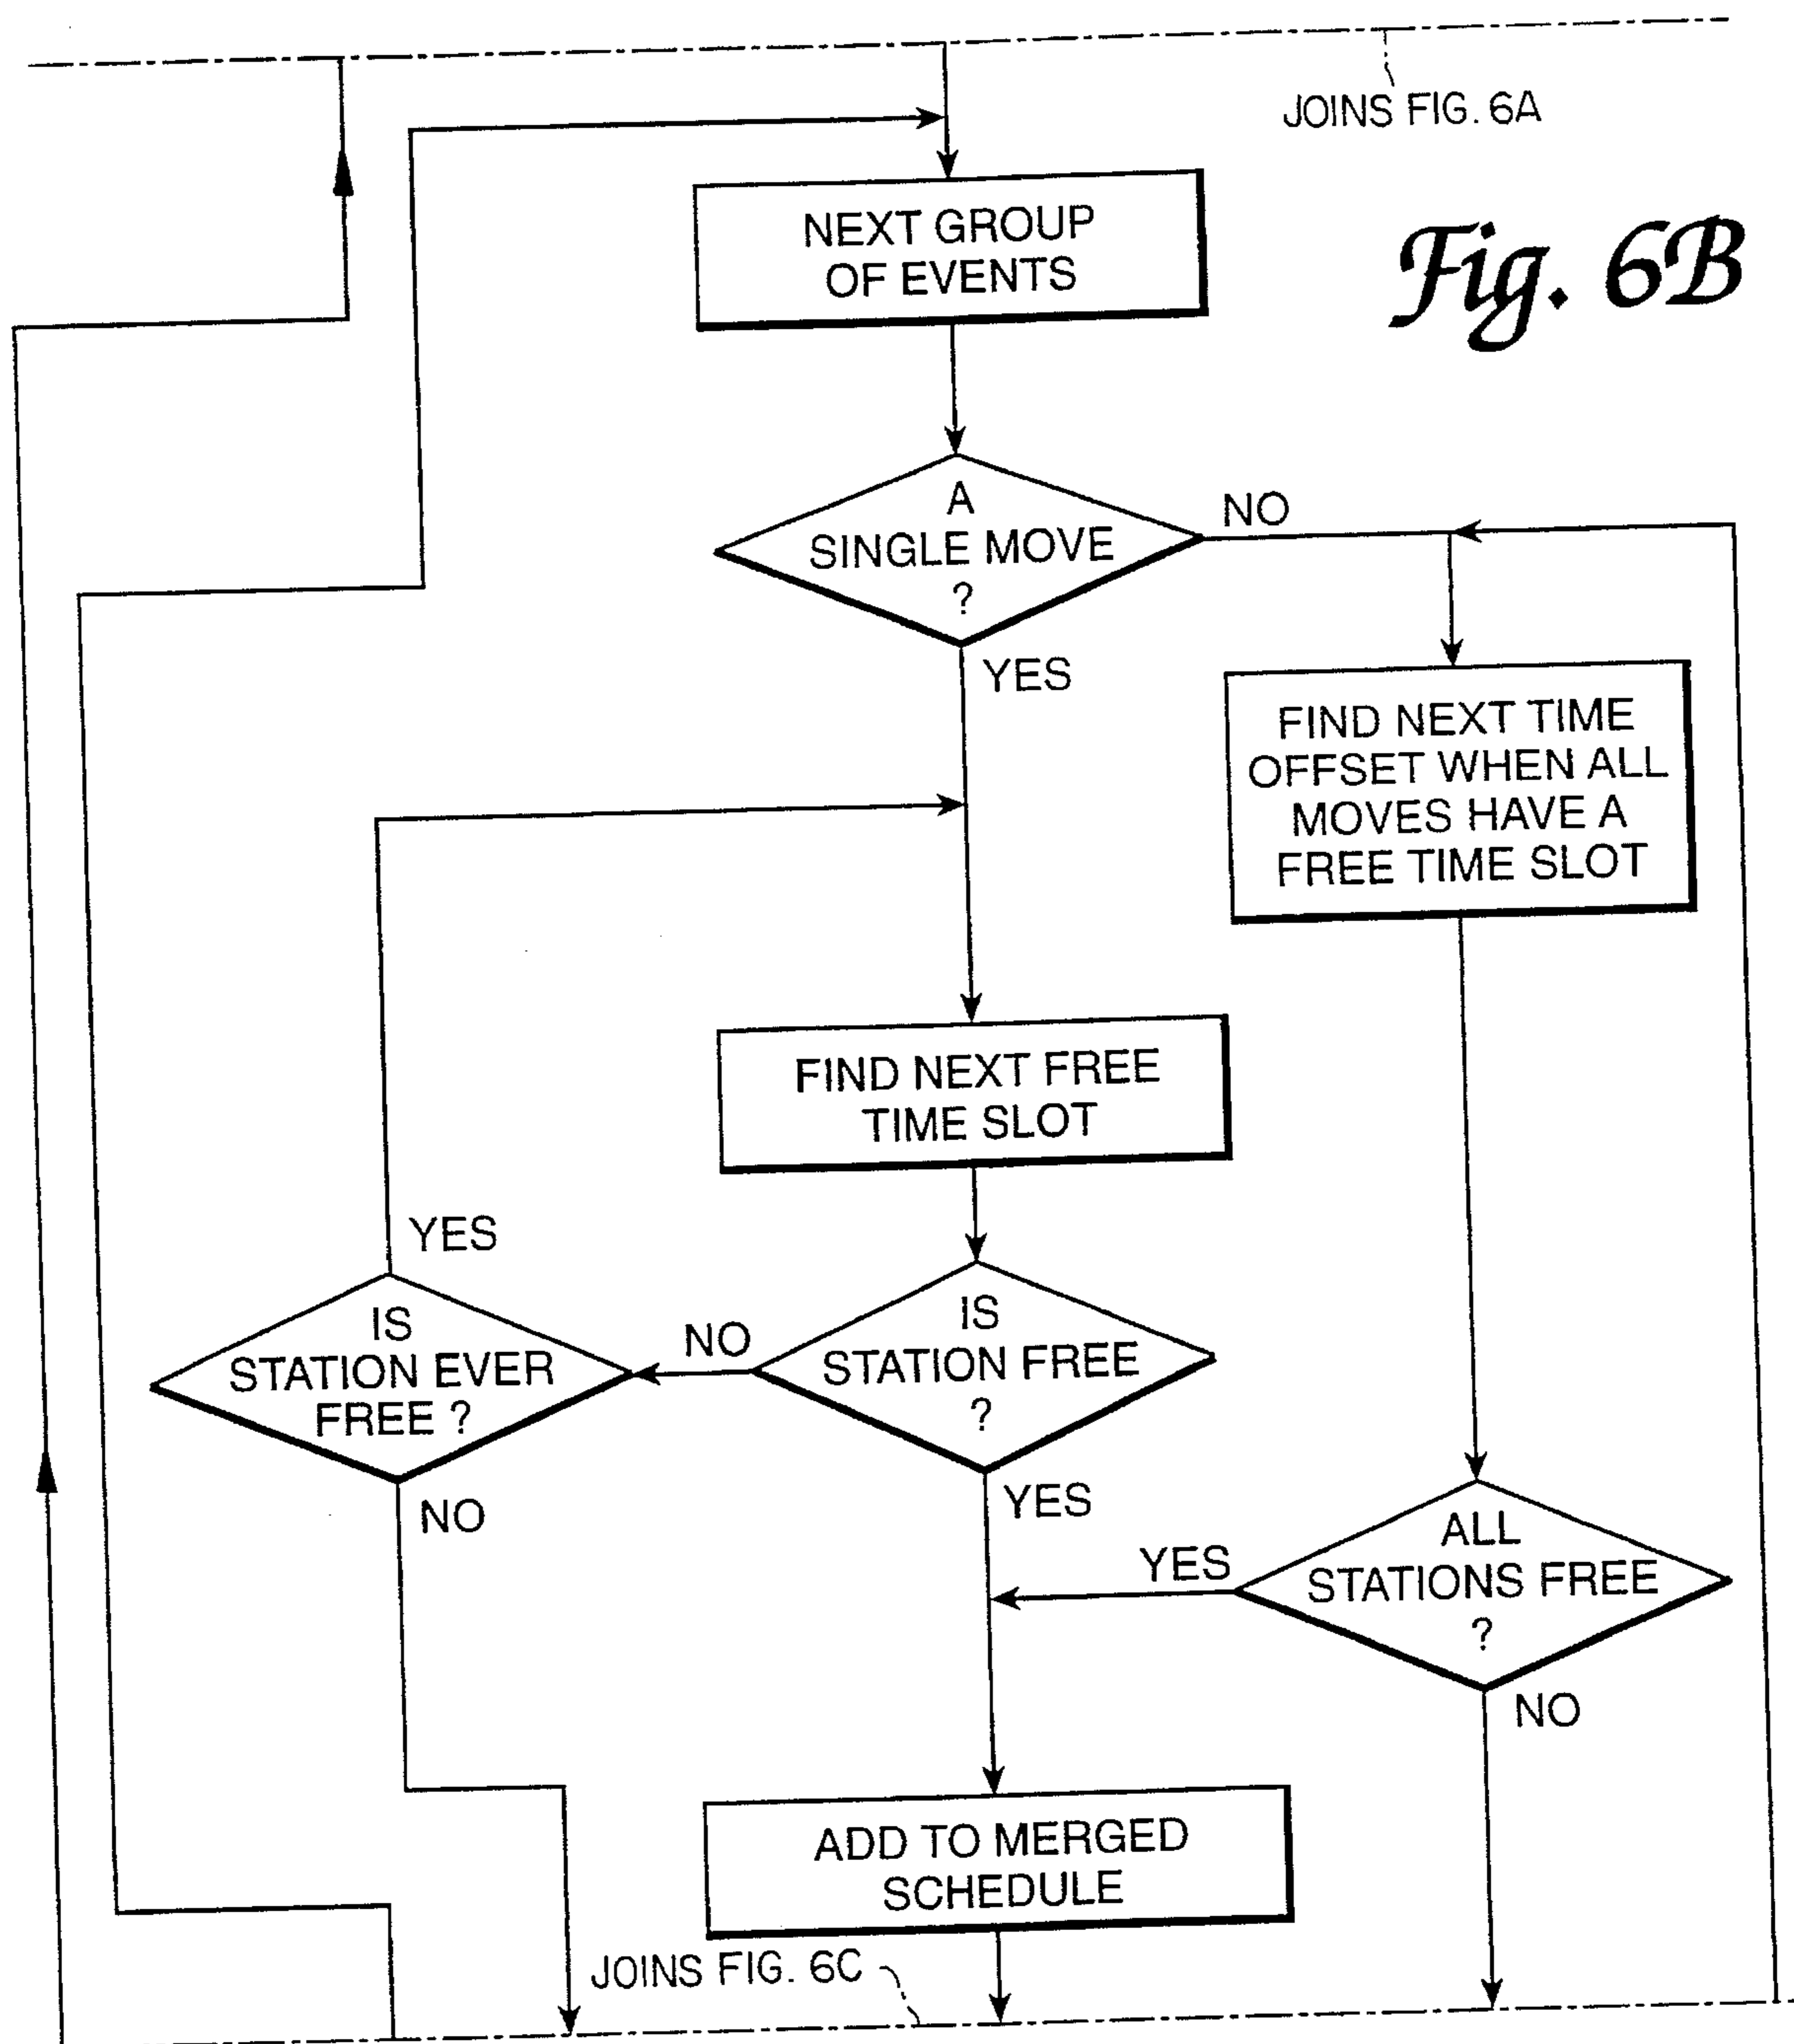 JOINS FIG. 6A
NEXT GROUP
OF EVENTS
Fig. 6B
A
SINGLE MOVE
?
NO
YES
FIND NEXT TIME
OFFSET WHEN ALL
MOVES HAVE A
FREE TIME SLOT
FIND NEXT FREE
TIME SLOT
YES
IS
STATION EVER
FREE ?
NO
NO
IS
STATION FREE
?
YES
YES
ALL
STATIONS FREE
?
NO
ADD TO MERGED
SCHEDULE
JOINS FIG. 6C